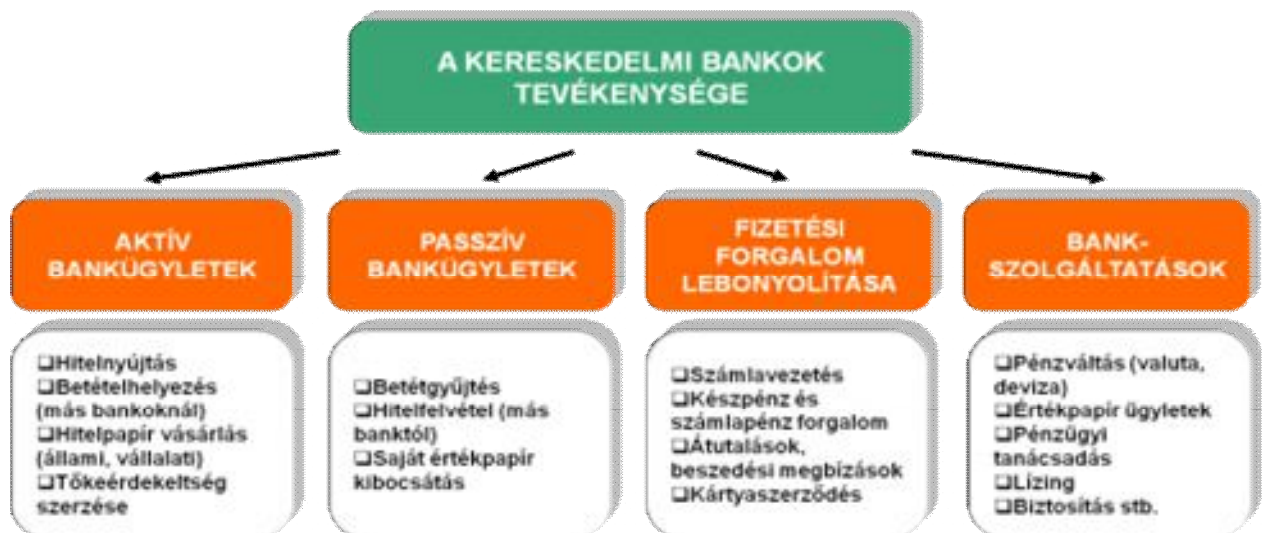 A KERESKEDELMI BANKOK
TEVÉKENYSÉGE
AKTÍV
BANKÜGYLETEK
❑Hitelnyújtás
❑Betételhelyezés
(más bankoknál)
❑Hitelpapír vásárlás
(állami, vállalati)
❑Tőkeérdekeltség
szerzése
PASSZÍV
BANKÜGYLETEK
❑Betétgyűjtés
❑Hitelfelvétel (más
banktól)
❑Saját értékpapír
kibocsátás
FIZETÉSI
FORGALOM
LEBONYOLÍTÁSA
❑Számlavezetés
❑Készpénz és
számlapénz forgalom
❑Átutalások,
beszedési megbízások
❑Kártyaszerződés
BANK-
SZOLGÁLTATÁSOK
❑Pénzváltás (valuta,
deviza)
❑Értékpapír ügyletek
❑Pénzügyi
tanácsadás
❑Lízing
❑Biztosítás stb.